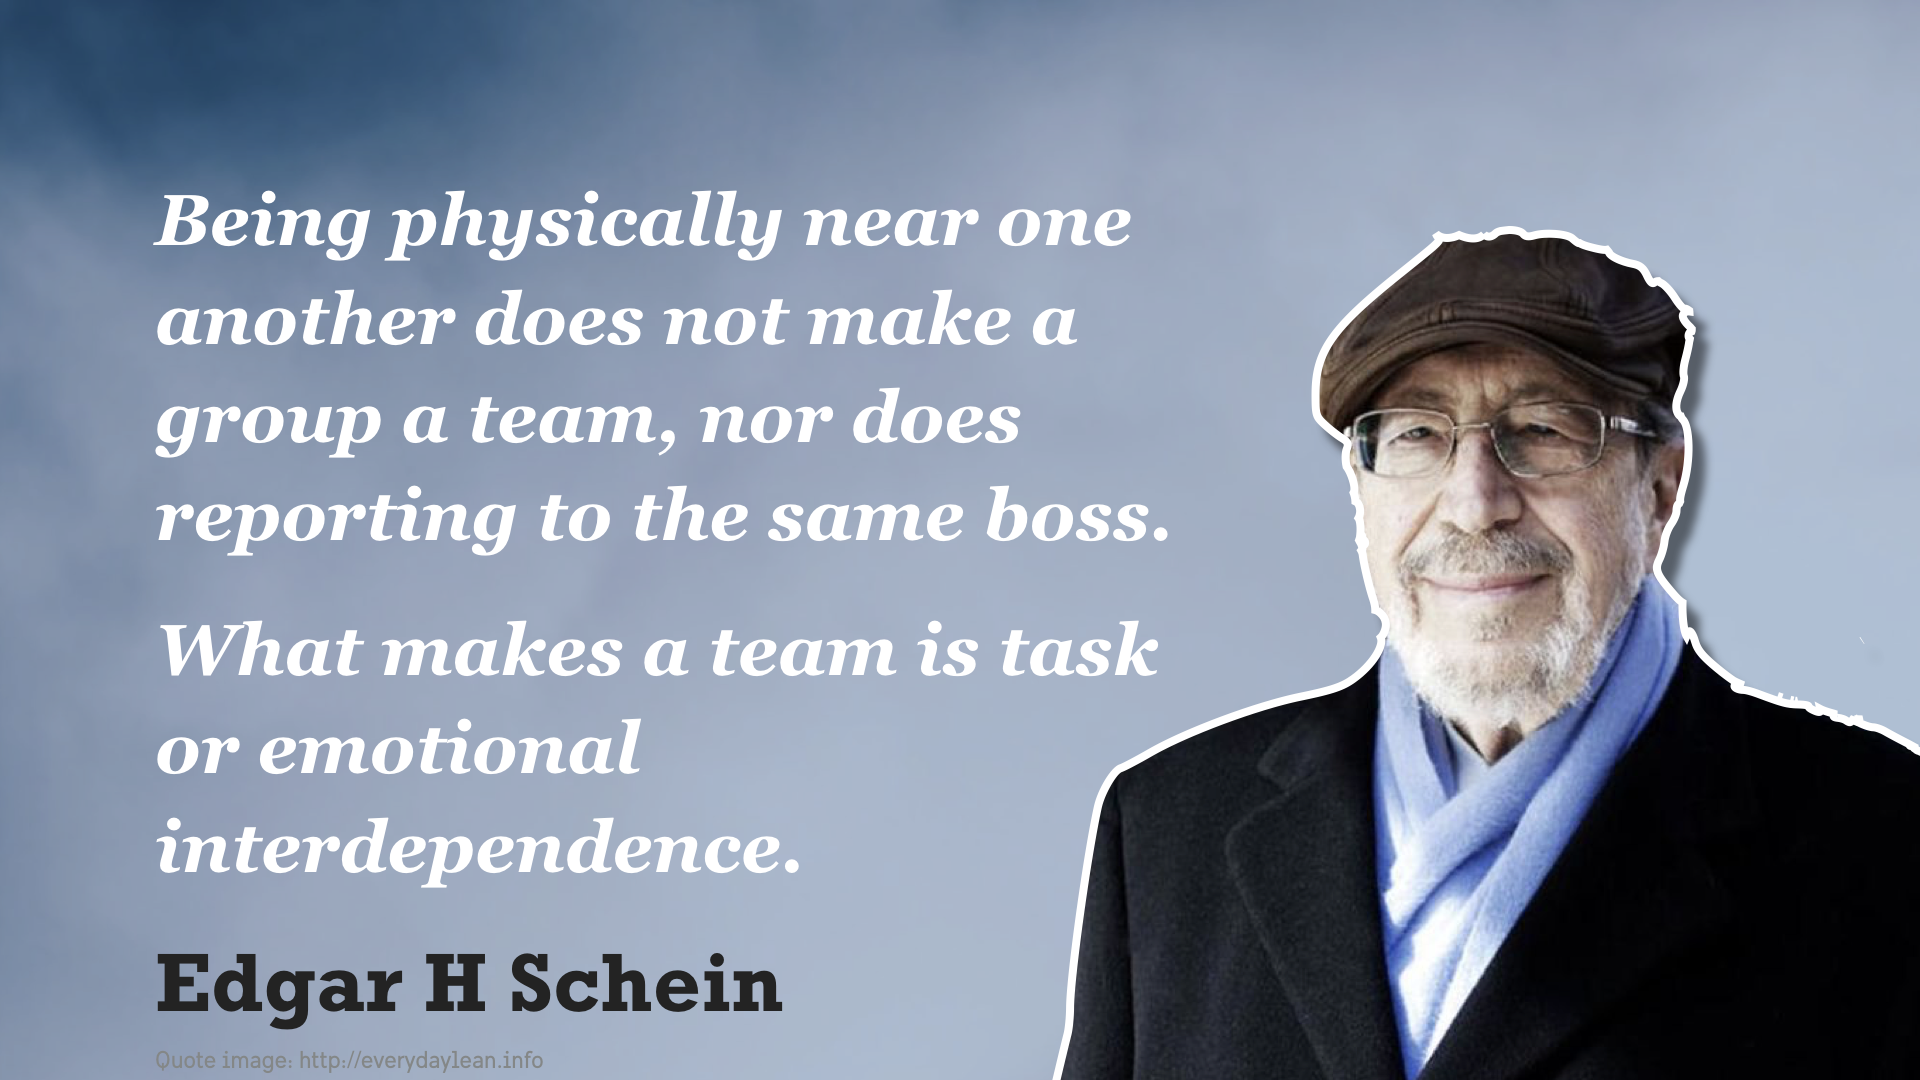 Being physically near one
another does not make a
group a team, nor does
reporting to the same boss.
What makes a team is task
or emotional
interdependence.
Edgar H Schein
Quote image: http://everydaylean.info